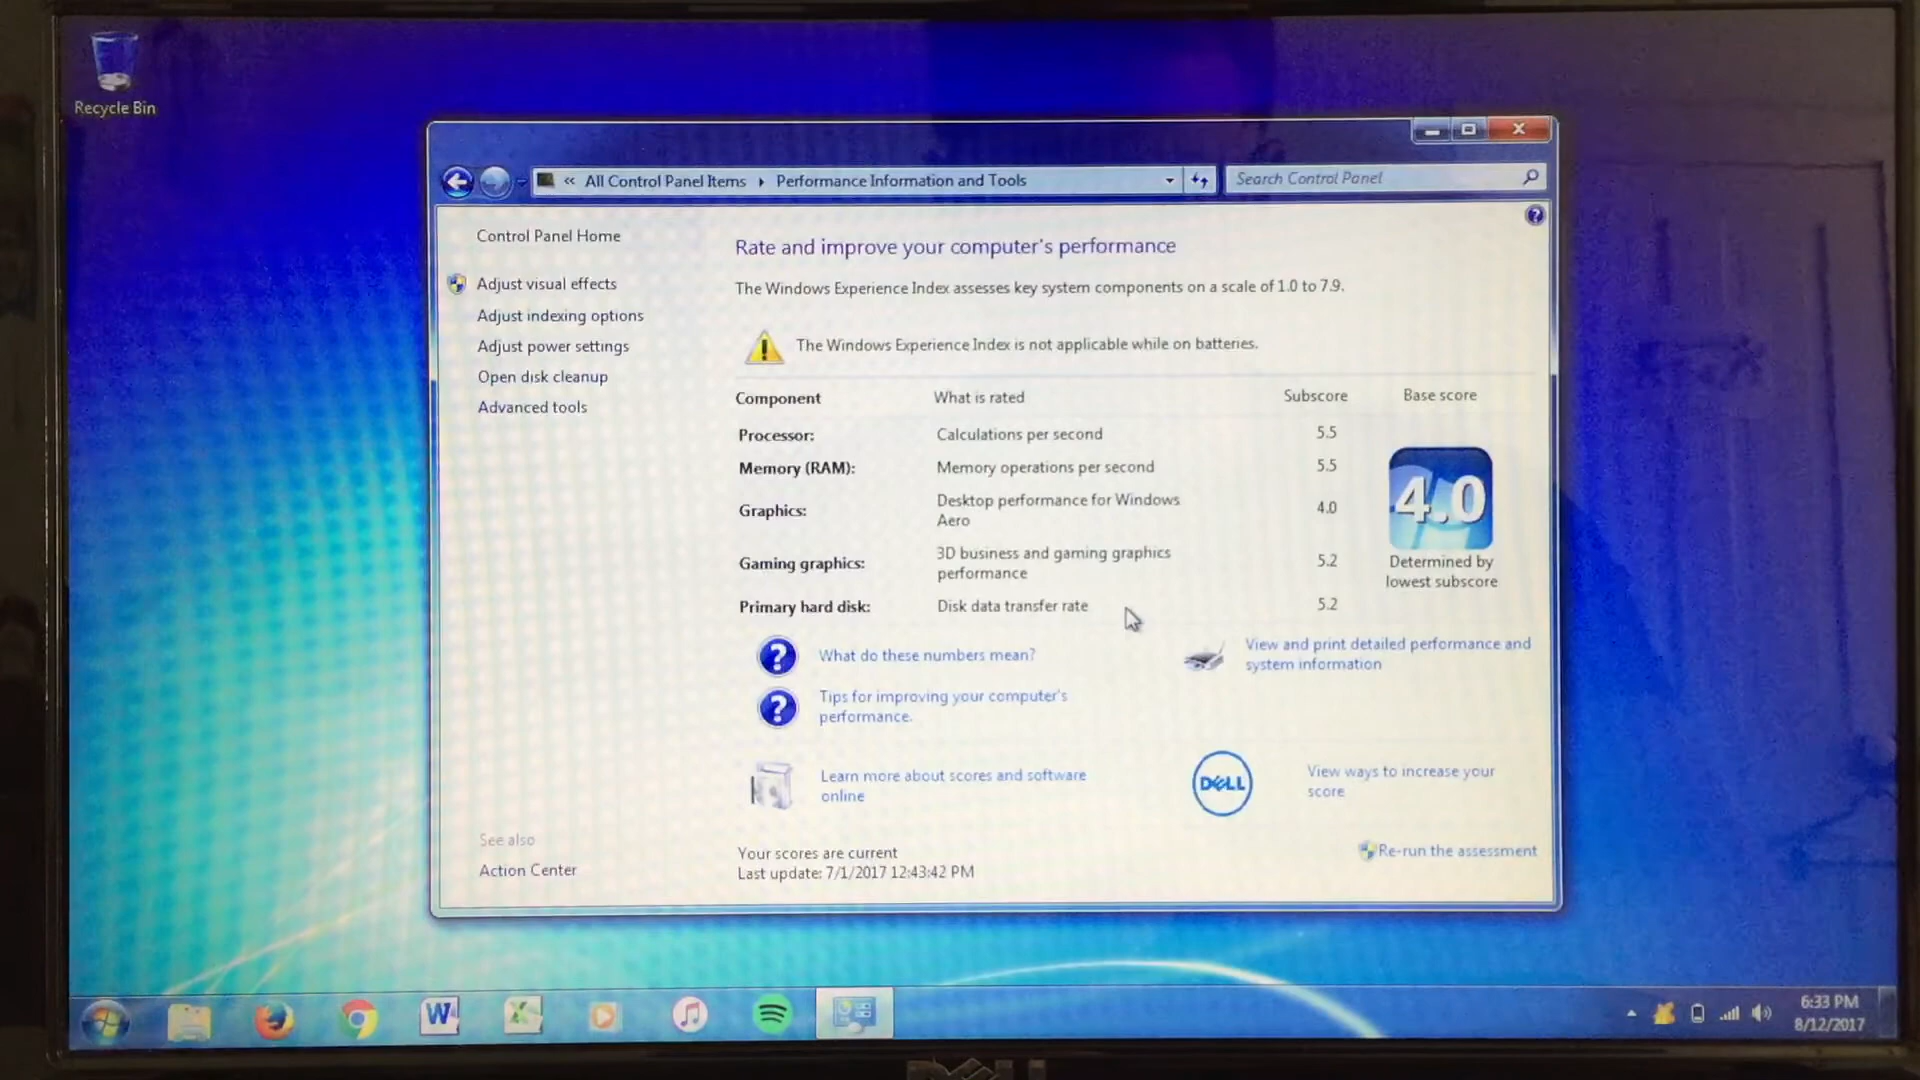 Recycle Bin
« All Control Panel Items ▸ Performance Information and Tools
Search Control Panel
Control Panel Home
Adjust visual effects
Adjust indexing options
Adjust power settings
Open disk cleanup
Advanced tools
See also
Action Center
Rate and improve your computer's performance
The Windows Experience Index assesses key system components on a scale of 1.0 to 7.9.
The Windows Experience Index is not applicable while on batteries.
Component What is rated Subscore Base score
Processor: Calculations per second 5.5
Memory (RAM): Memory operations per second 5.5
Graphics: Desktop performance for Windows
Aero 4.0
Gaming graphics: 3D business and gaming graphics
performance 5.2
Primary hard disk: Disk data transfer rate 5.2
4.0
Determined by
lowest subscore
What do these numbers mean?
Tips for improving your computer's
performance.
View and print detailed performance and
system information
Learn more about scores and software
online
DELL
View ways to increase your
score
Your scores are current
Last update: 7/1/2017 12:43:42 PM
Re-run the assessment
6:33 PM
8/12/2017